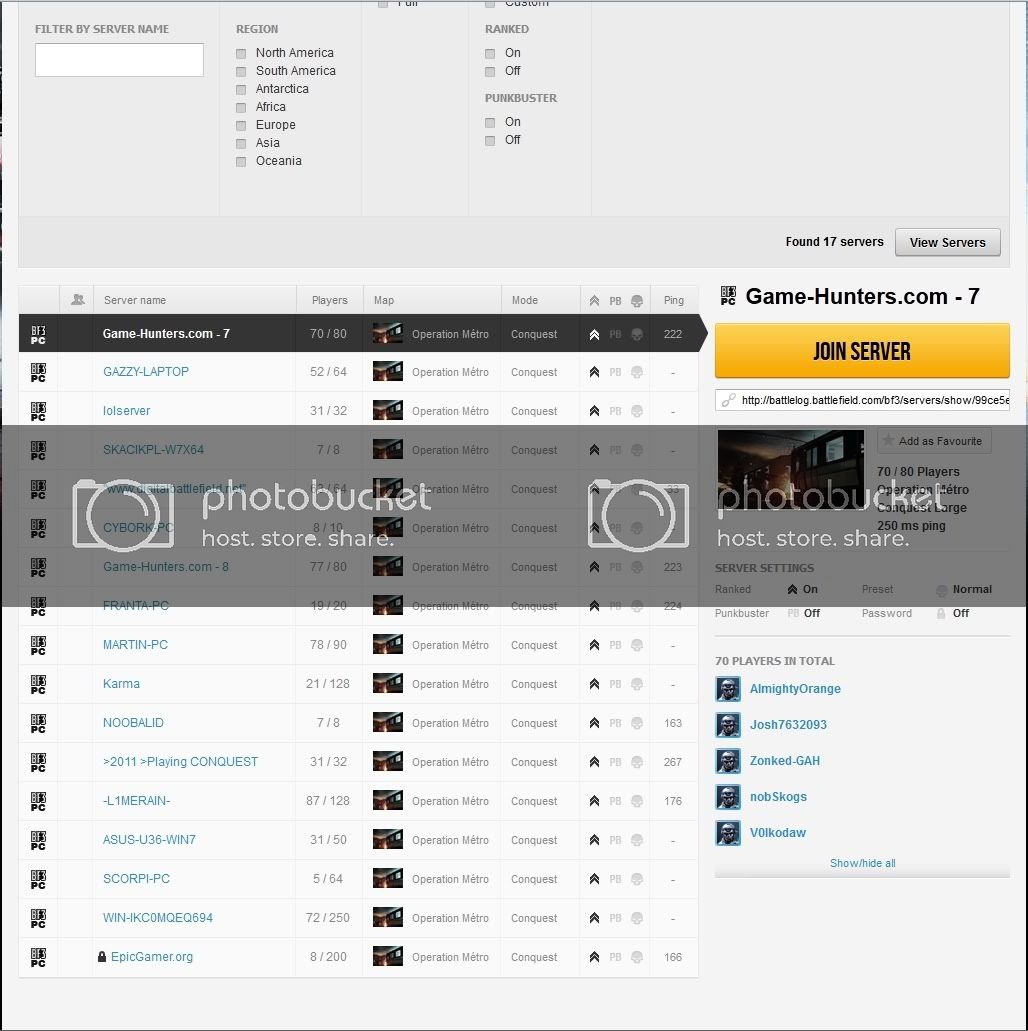 Full
Custom
FILTER BY SERVER NAME
REGION
North America
South America
Antarctica
Africa
Europe
Asia
Oceania
RANKED
On
Off
PUNKBUSTER
On
Off
Found 17 servers View Servers
Server name Players Map Mode PB Ping
BF3 PC Game-Hunters.com - 7 70 / 80 Operation Métro Conquest PB 222
BF3 PC GAZZY-LAPTOP 52 / 64 Operation Métro Conquest PB -
BF3 PC lolserver 31 / 32 Operation Métro Conquest PB -
BF3 PC SKACIKPL-W7X64 7 / 8 Operation Métro Conquest PB -
BF3 PC "www.digitalbattlefield.net" / 64 Operation Métro Conquest PB
BF3 PC CYBORK-PC 8 / 10 Operation Métro Conquest PB -
BF3 PC Game-Hunters.com - 8 77 / 80 Operation Métro Conquest PB 223
BF3 PC FRANTA-PC 19 / 20 Operation Métro Conquest PB 224
BF3 PC MARTIN-PC 78 / 90 Operation Métro Conquest PB -
BF3 PC Karma 21 / 128 Operation Métro Conquest PB -
BF3 PC NOOBALID 7 / 8 Operation Métro Conquest PB 163
BF3 PC >2011 >Playing CONQUEST 31 / 32 Operation Métro Conquest PB 267
BF3 PC -L1MERAIN- 87 / 128 Operation Métro Conquest PB 176
BF3 PC ASUS-U36-WIN7 31 / 50 Operation Métro Conquest PB -
BF3 PC SCORPI-PC 5 / 64 Operation Métro Conquest PB -
BF3 PC WIN-IKC0MQEQ694 72 / 250 Operation Métro Conquest PB -
BF3 PC EpicGamer.org 8 / 200 Operation Métro Conquest PB 166
BF3 PC Game-Hunters.com - 7
JOIN SERVER
http://battlelog.battlefield.com/bf3/servers/show/99ce5e
Add as Favourite
70 / 80 Players
Operation Métro
Conquest Large
250 ms ping
SERVER SETTINGS
Ranked On Preset Normal
Punkbuster PB Off Password Off
70 PLAYERS IN TOTAL
AlmightyOrange
Josh7632093
Zonked-GAH
nobSkogs
V0lkodaw
Show/hide all
photobucket
host. store. share.
photobucket
host. store. share.